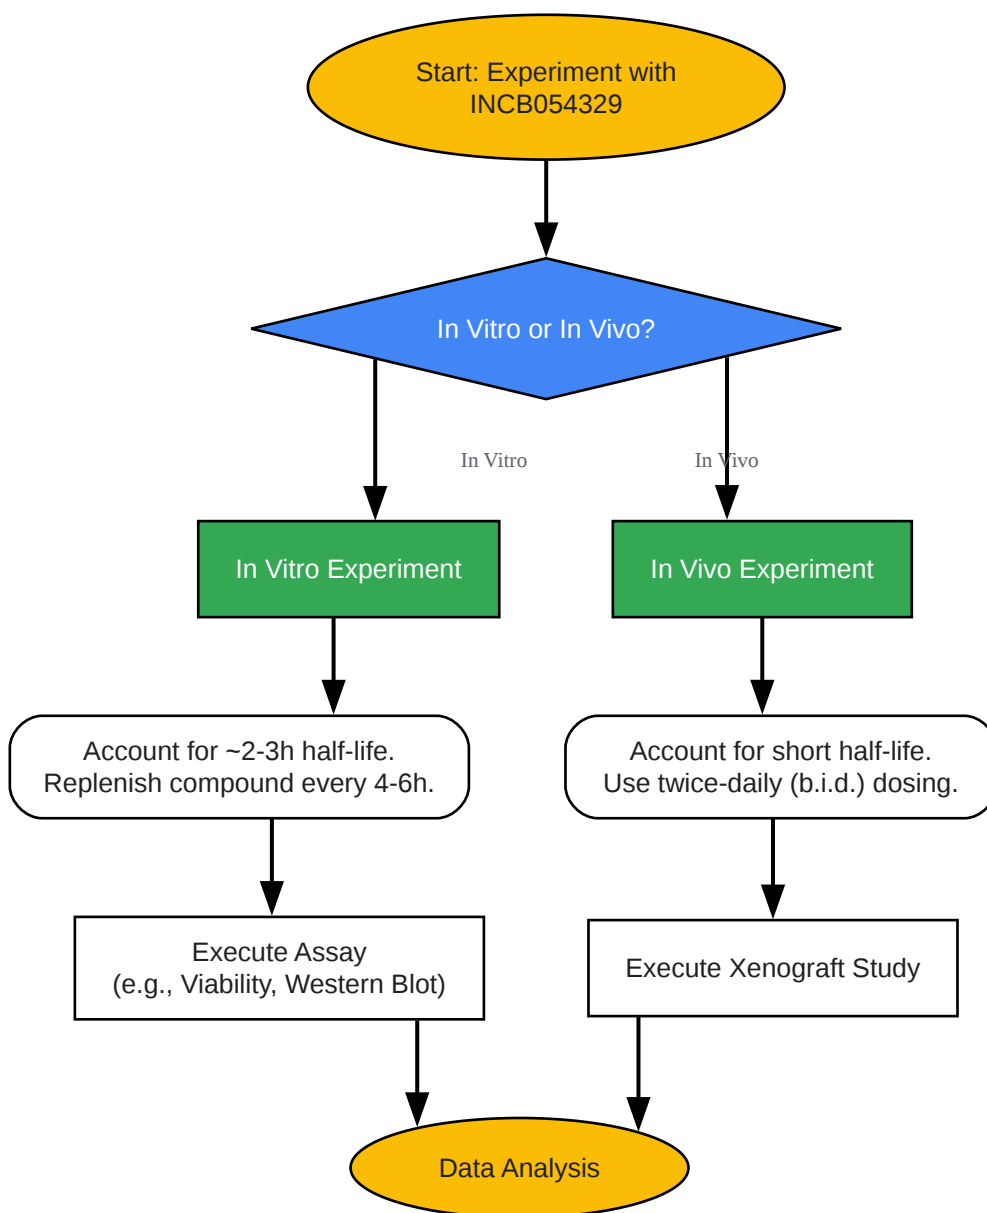 Start: Experiment with
INCB054329
In Vitro or In Vivo?
In Vitro
In Vivo
In Vitro Experiment
In Vivo Experiment
Account for ~2-3h half-life.
Replenish compound every 4-6h.
Account for short half-life.
Use twice-daily (b.i.d.) dosing.
Execute Assay
(e.g., Viability, Western Blot)
Execute Xenograft Study
Data Analysis